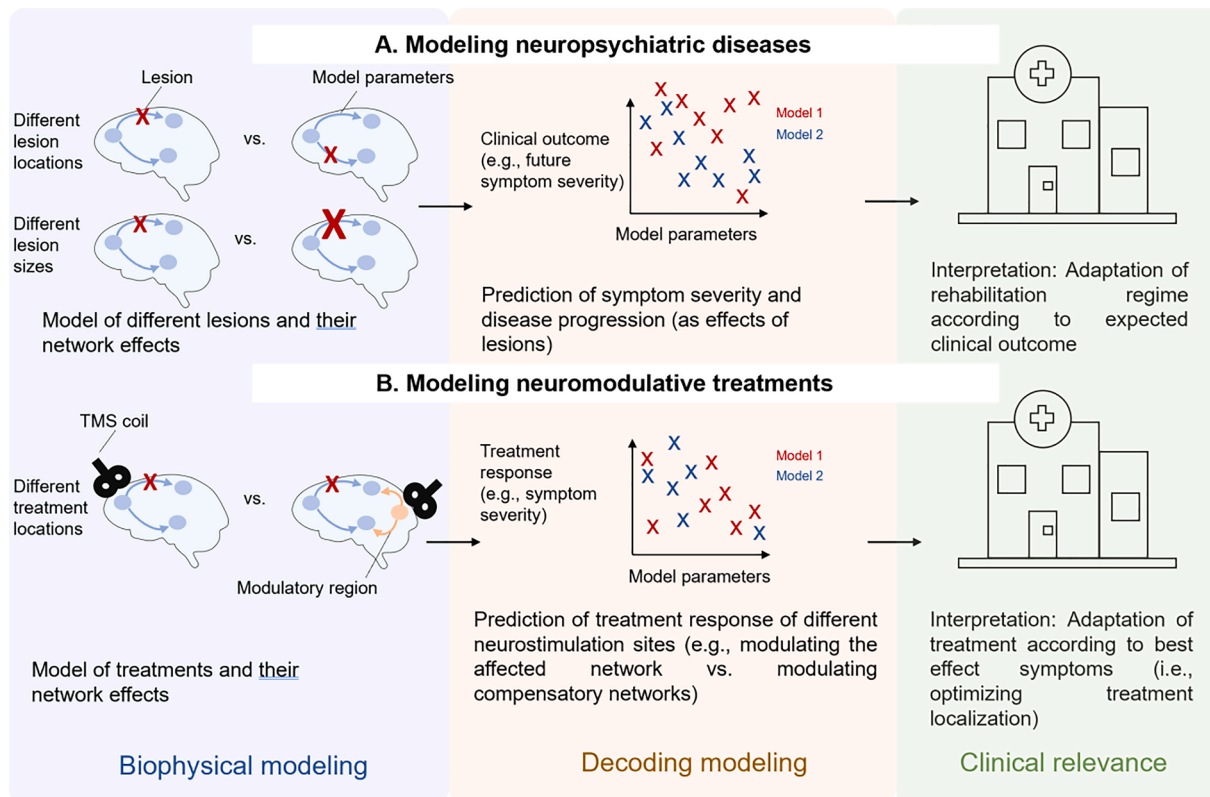 A. Modeling neuropsychiatric diseases
Lesion
Model parameters
Different
lesion
locations
vs.
Different
lesion
sizes
vs.
Model of different lesions and their
network effects
Clinical outcome
(e.g., future
symptom severity)
Model 1
Model 2
Model parameters
Prediction of symptom severity and
disease progression (as effects of
lesions)
Interpretation: Adaptation of
rehabilitation regime
according to expected
clinical outcome
B. Modeling neuromodulative treatments
TMS coil
Different
treatment
locations
vs.
Modulatory region
Model of treatments and their
network effects
Treatment
response
(e.g., symptom
severity)
Model 1
Model 2
Model parameters
Prediction of treatment response of different
neurostimulation sites (e.g., modulating the
affected network vs. modulating
compensatory networks)
Interpretation: Adaptation of
treatment according to best
effect symptoms (i.e.,
optimizing treatment
localization)
Biophysical modeling
Decoding modeling
Clinical relevance